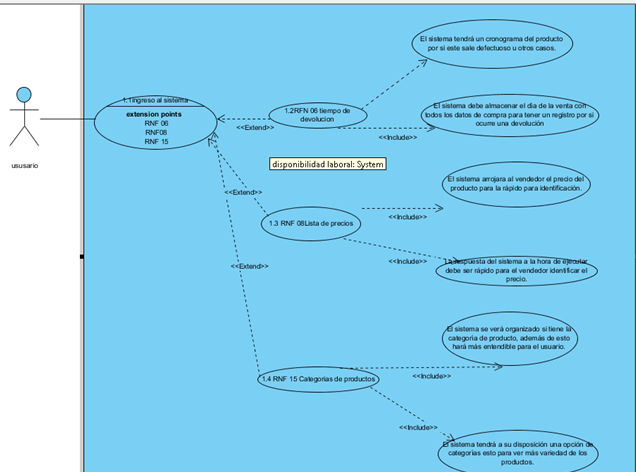 El sistema tendrá un cronograma del producto
por si este sale defectuoso u otros casos.
1.1ingreso al sistema
extension points
RNF 06
RNF08
RNF 15
1.2RFN 06 tiempo de
devolucion
<<Extend>>
<<Include>>
El sistema debe almacenar el dia de la venta con
todos los datos de compra para tener un registro por si
ocurre una devolución
ususario
disponibilidad laboral: System
<<Extend>>
El sistema arrojara al vendedor el precio del
producto para la rápido para identificación.
1.3 RNF 08Lista de precios
<<Include>>
<<Include>>
La respuesta del sistema a la hora de ejecutar
debe ser rápido para el vendedor identificar el
precio.
<<Extend>>
El sistema se verá organizado si tiene la
categoría de producto, además de esto
hará más entendible para el usuario.
1.4 RNF 15 Categorias de productos
<<Include>>
<<Include>>
El sistema tendrá a su disposición una opción de
categorías esto para ver más variedad de los
productos.